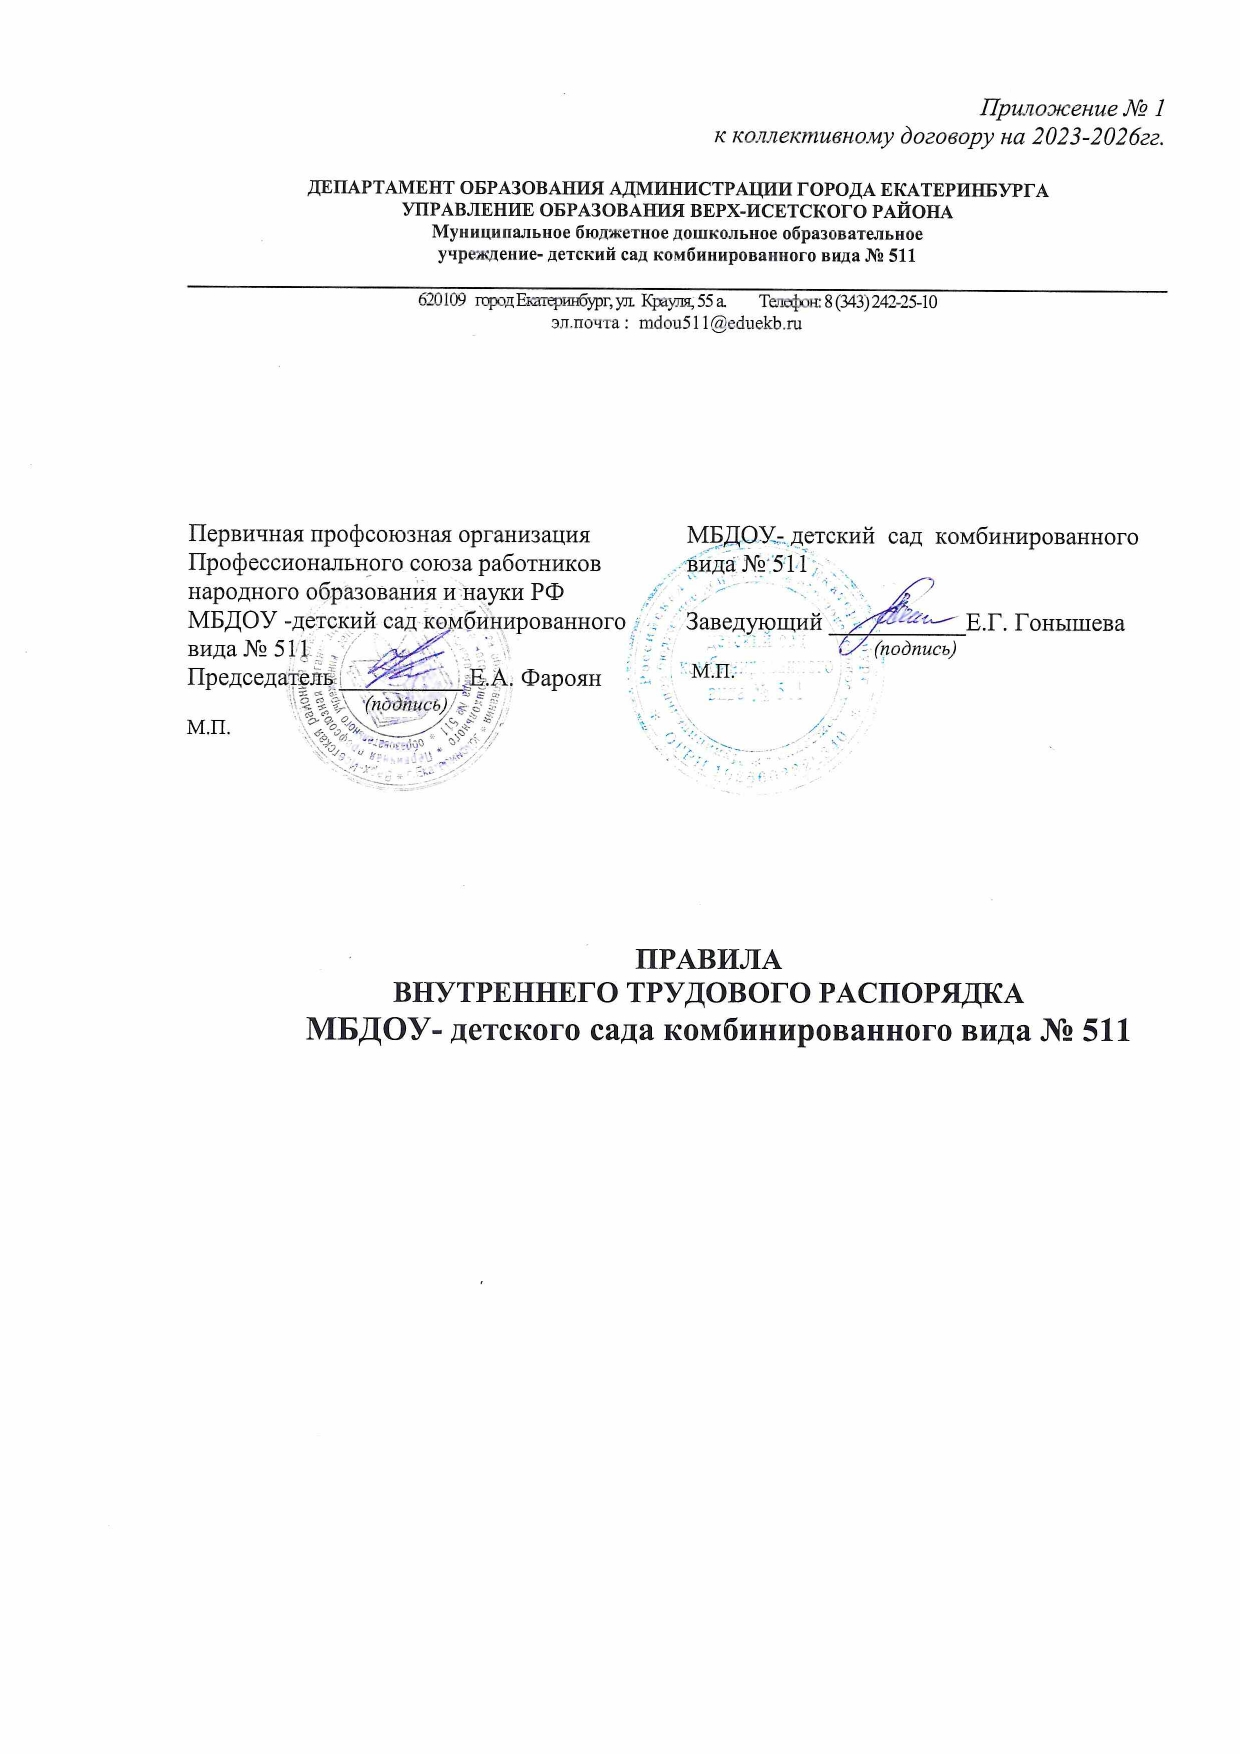 Приложение № 1
к коллективному договору на 2023-2026гг.
ДЕПАРТАМЕНТ ОБРАЗОВАНИЯ АДМИНИСТРАЦИИ ГОРОДА ЕКАТЕРИНБУРГА
УПРАВЛЕНИЕ ОБРАЗОВАНИЯ ВЕРХ-ИСЕТСКОГО РАЙОНА
Муниципальное бюджетное дошкольное образовательное
учреждение- детский сад комбинированного вида № 511
620109 город Екатеринбург, ул. Крауля, 55 а. Телефон: 8 (343) 242-25-10
эл.почта : mdou511@eduekb.ru
Первичная профсоюзная организация
Профессионального союза работников
народного образования и науки РФ
МБДОУ -детский сад комбинированного
вида № 511
Председатель __________ Е.А. Фароян
(подпись)
М.П.
МБДОУ- детский сад комбинированного
вида № 511
Заведующий ___________Е.Г. Гонышева
(подпись)
М.П.
ПРАВИЛА
ВНУТРЕННЕГО ТРУДОВОГО РАСПОРЯДКА
МБДОУ- детского сада комбинированного вида № 511